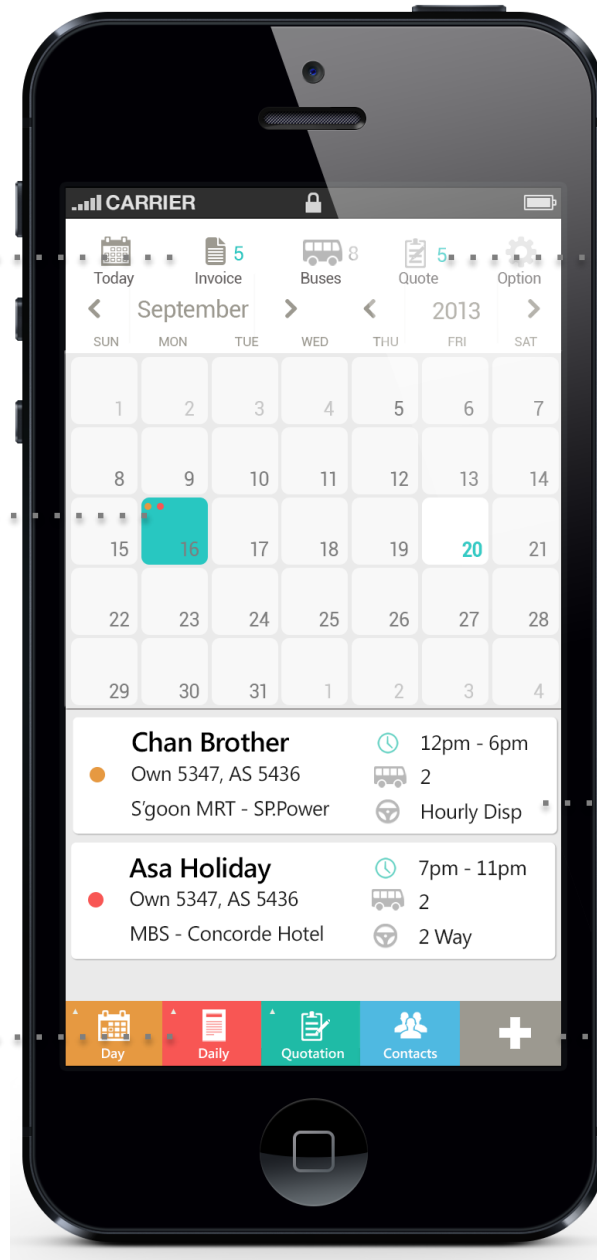 CARRIER
5 8 5
Today Invoice Buses Quote Option
September 2013
SUN MON TUE WED THU FRI SAT
1 2 3 4 5 6 7
8 9 10 11 12 13 14
15 16 17 18 19 20 21
22 23 24 25 26 27 28
29 30 31 1 2 3 4
Chan Brother 12pm - 6pm
Own 5347, AS 5436 2
S'goon MRT - SP.Power Hourly Disp
Asa Holiday 7pm - 11pm
Own 5347, AS 5436 2
MBS - Concorde Hotel 2 Way
Day Daily Quotation Contacts